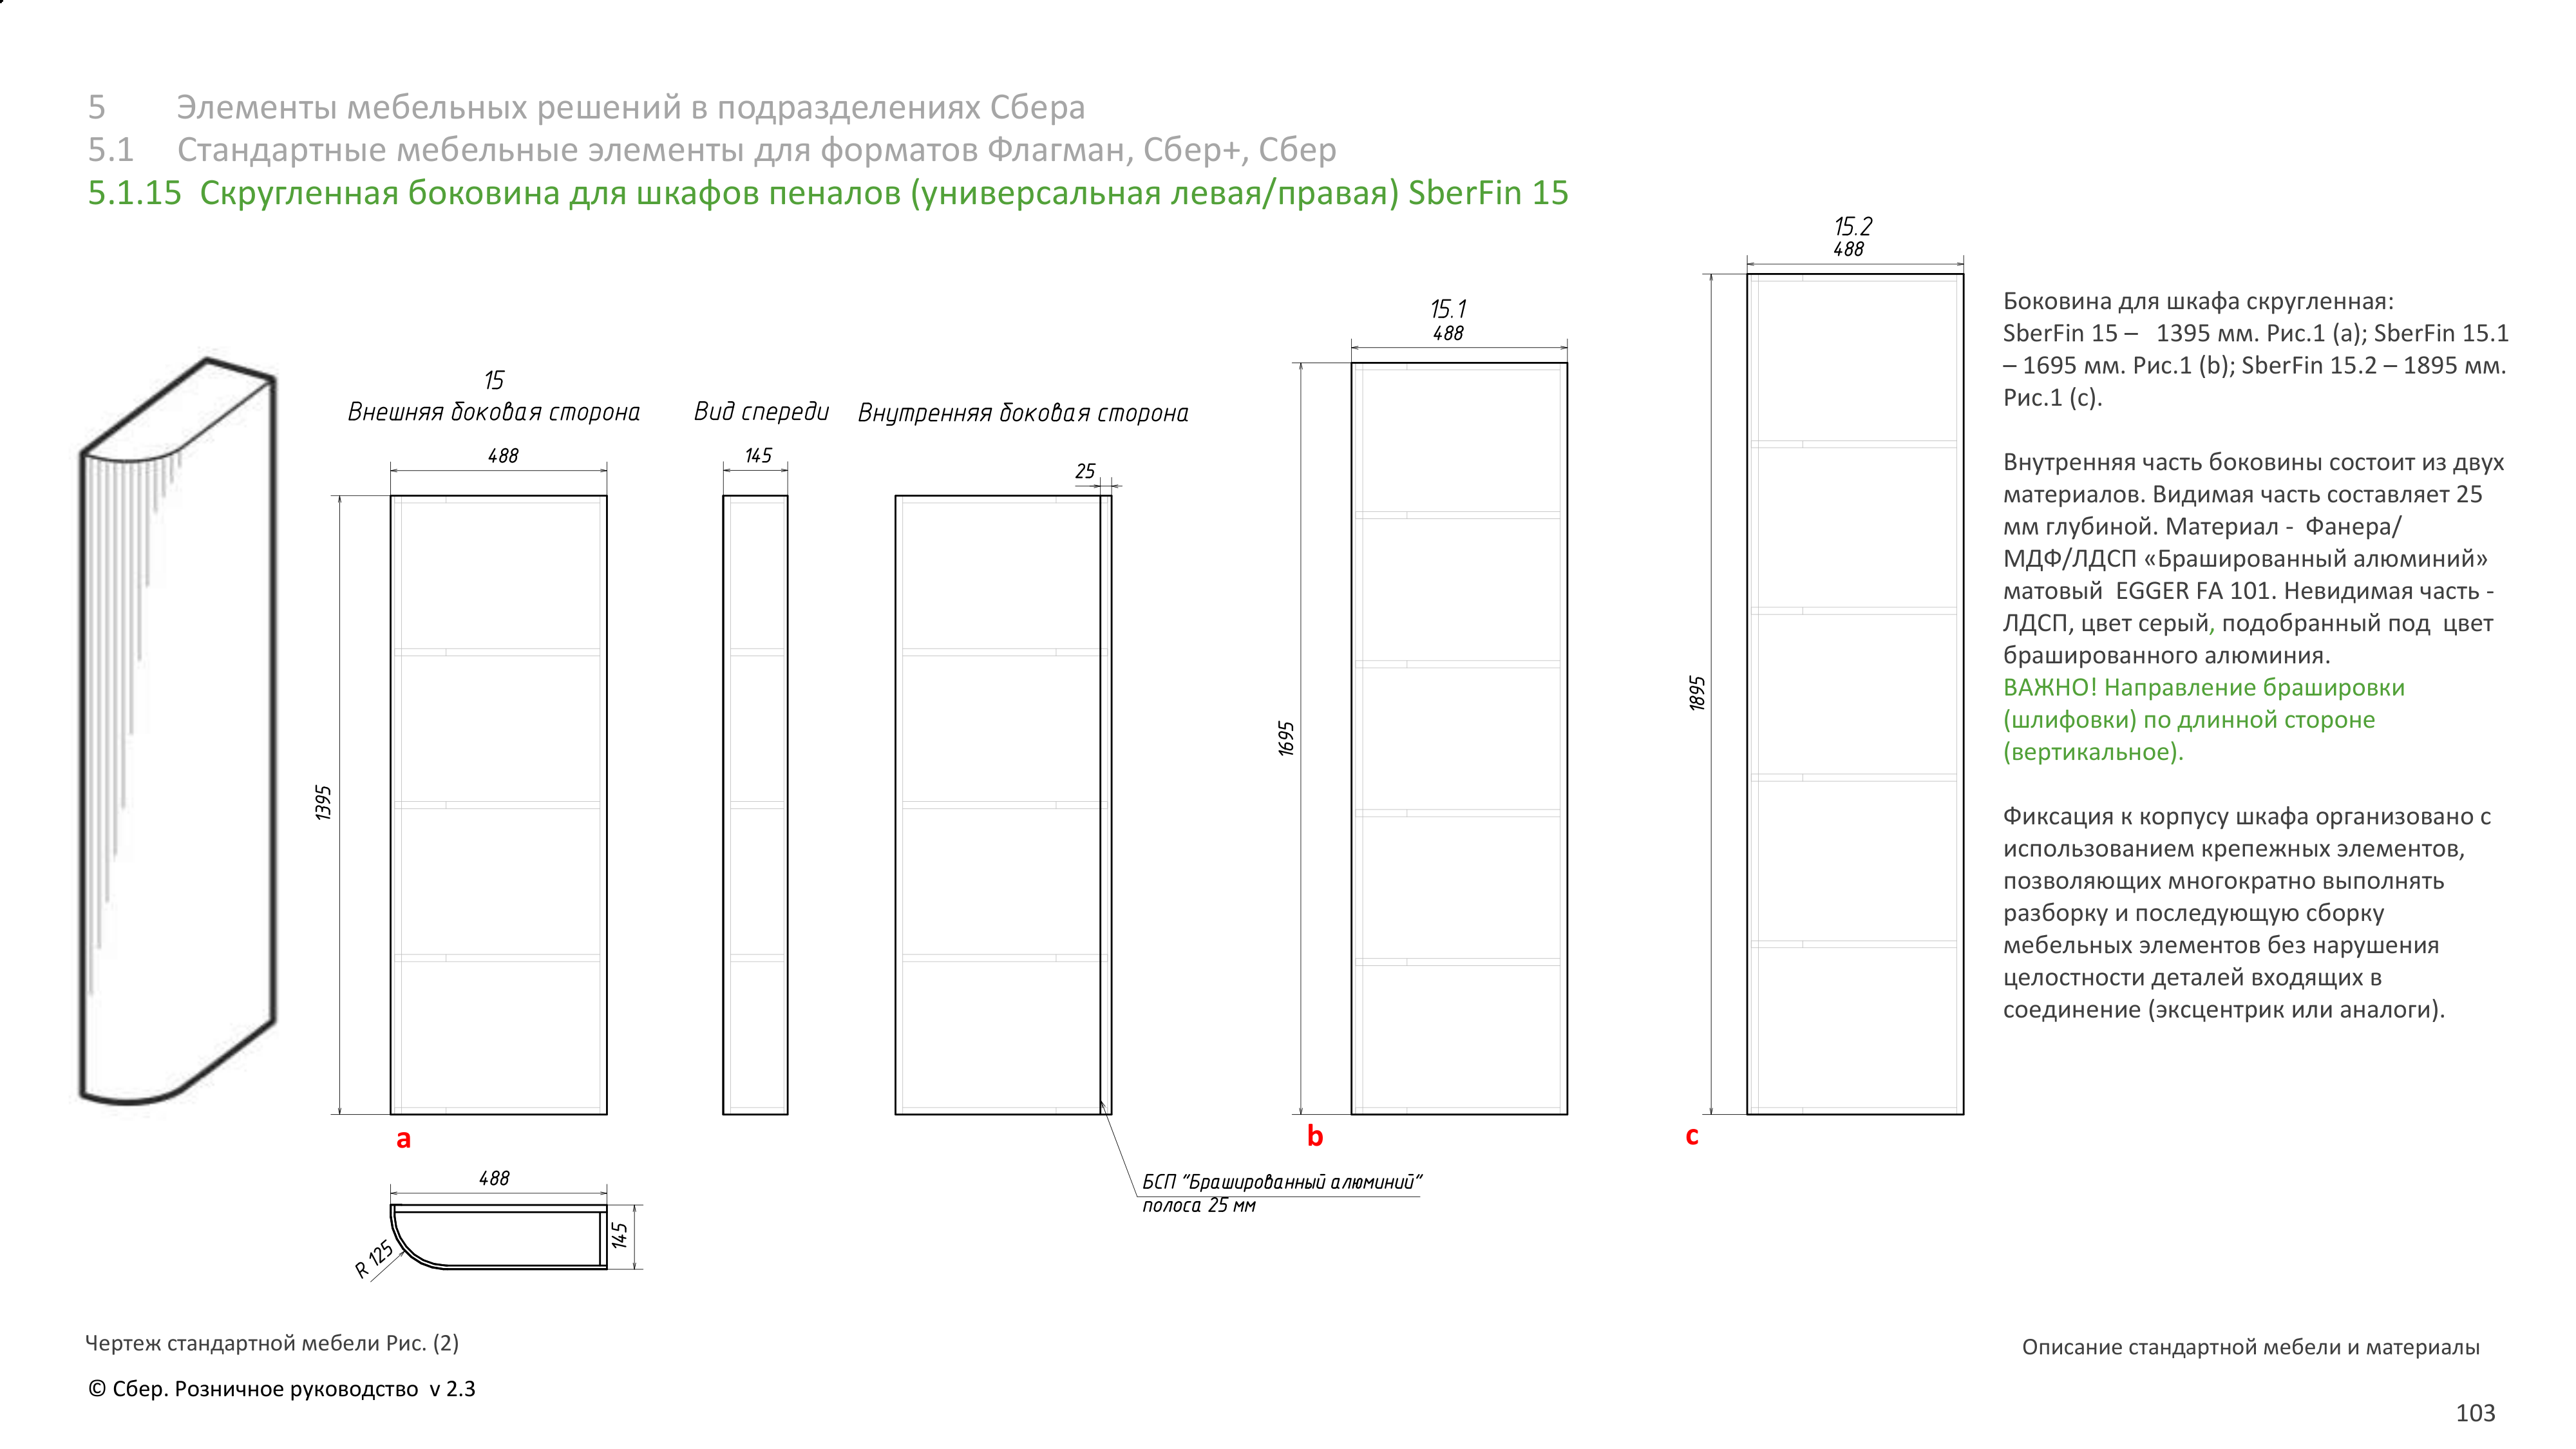 5 Элементы мебельных решений в подразделениях Сбера
5.1 Стандартные мебельные элементы для форматов Флагман, Сбер+, Сбер
5.1.15 Скругленная боковина для шкафов пеналов (универсальная левая/правая) SberFin 15
15
Внешняя боковая сторона
488
1395
Вид спереди
145
Внутренняя боковая сторона
25
15.1
488
1695
15.2
488
1895
a
b
c
БСП "Брашированный алюминий"
полоса 25 мм
488
145
R 125
Боковина для шкафа скругленная:
SberFin 15 – 1395 мм. Рис.1 (a); SberFin 15.1
– 1695 мм. Рис.1 (b); SberFin 15.2 – 1895 мм.
Рис.1 (c).
Внутренняя часть боковины состоит из двух
материалов. Видимая часть составляет 25
мм глубиной. Материал - Фанера/
МДФ/ЛДСП «Брашированный алюминий»
матовый EGGER FA 101. Невидимая часть -
ЛДСП, цвет серый, подобранный под цвет
брашированного алюминия.
ВАЖНО! Направление брашировки
(шлифовки) по длинной стороне
(вертикальное).
Фиксация к корпусу шкафа организовано с
использованием крепежных элементов,
позволяющих многократно выполнять
разборку и последующую сборку
мебельных элементов без нарушения
целостности деталей входящих в
соединение (эксцентрик или аналоги).
Чертеж стандартной мебели Рис. (2)
Описание стандартной мебели и материалы
© Сбер. Розничное руководство v 2.3
103